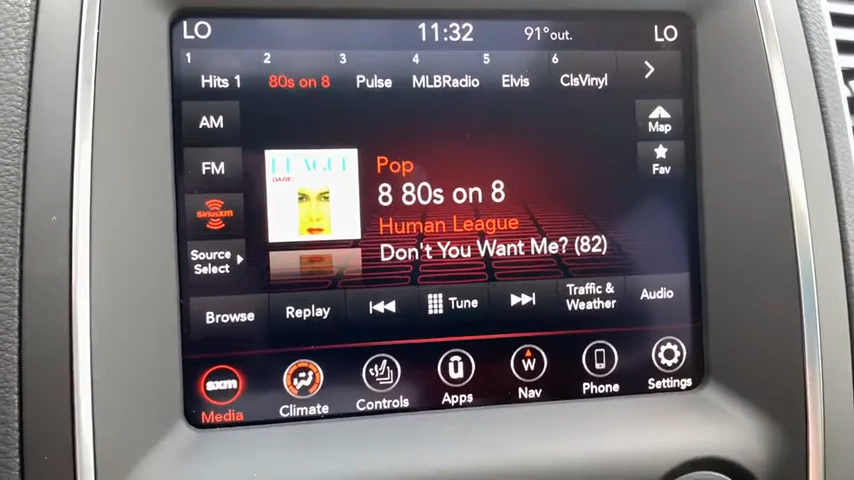 LO 11:32 91°out. LO
1 2 3 4 5 6
Hits 1 80s on 8 Pulse MLBRadio Elvis ClsVinyl
AM
Map
FM
Fav
LEAGUE
DARE!
Pop
8 80s on 8
Human League
Don't You Want Me? (82)
SiriusXM
Source
Select
Browse Replay Tune Traffic &
Weather Audio
sxm U W
Media Climate Controls Apps Nav Phone Settings